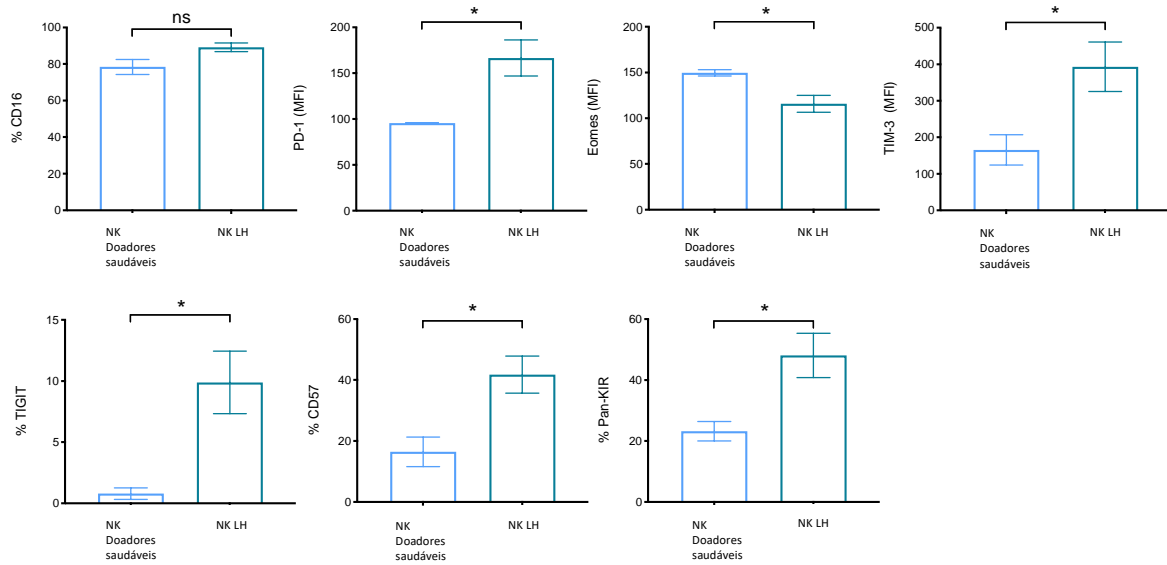 ns
% CD16
100
80
60
40
20
0
NK
Doadores
saudáveis
NK LH
*
PD-1 (MFI)
200
150
100
50
0
NK
Doadores
saudáveis
NK LH
*
Eomes (MFI)
200
150
100
50
0
NK
Doadores
saudáveis
NK LH
*
TIM-3 (MFI)
500
400
300
200
100
0
NK
Doadores
saudáveis
NK LH
*
% TIGIT
15
10
5
0
NK
Doadores
saudáveis
NK LH
*
% CD57
60
40
20
0
NK
Doadores
saudáveis
NK LH
*
% Pan-KIR
60
40
20
0
NK
Doadores
saudáveis
NK LH